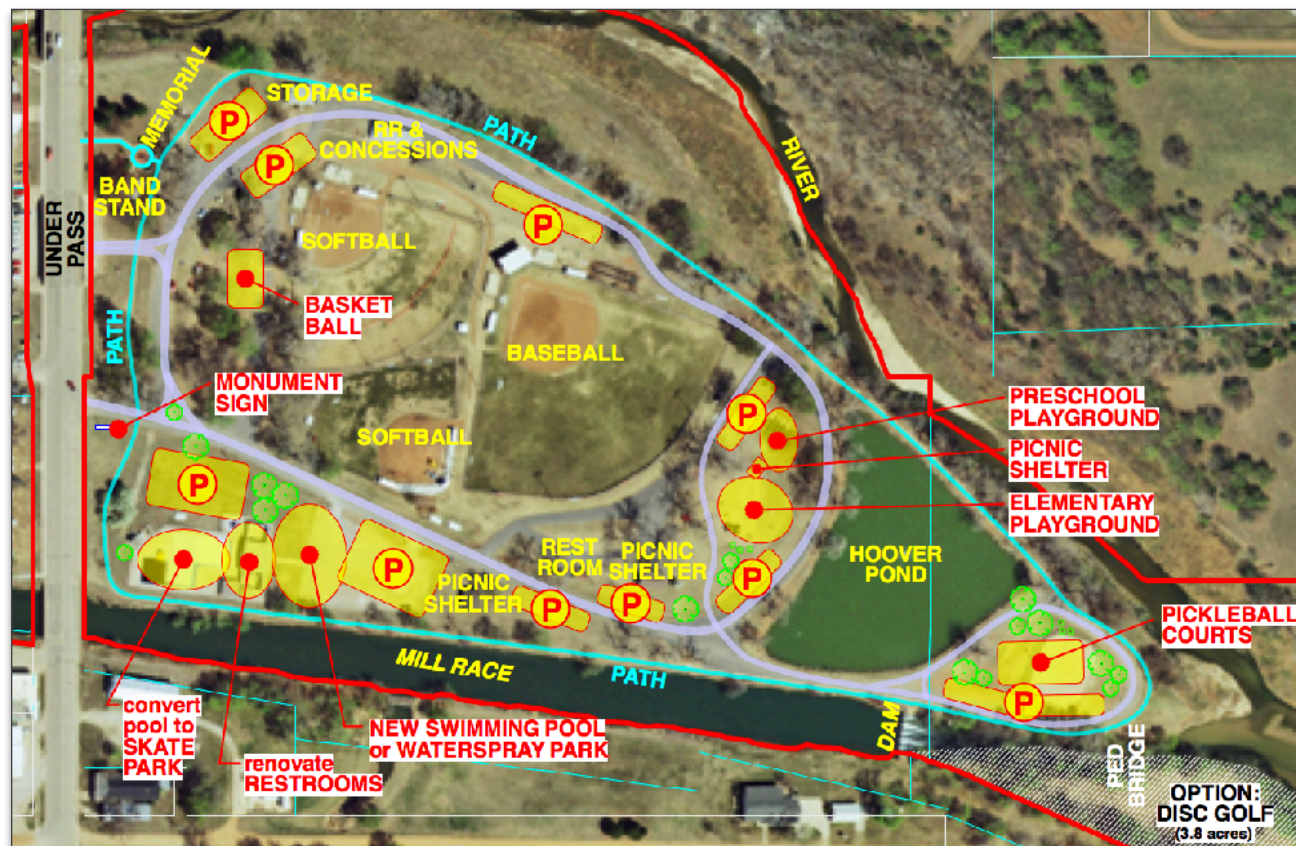 MEMORIAL
STORAGE
P
P
RR &
CONCESSIONS
PATH
P
RIVER
BAND
STAND
UNDER
PASS
SOFTBALL
BASKET
BALL
PATH
BASEBALL
MONUMENT
SIGN
SOFTBALL
P
PRESCHOOL
PLAYGROUND
PICNIC
SHELTER
ELEMENTARY
PLAYGROUND
P
P
REST
ROOM
PICNIC
SHELTER
HOOVER
POND
PICNIC
SHELTER
P
P
P
PICKLEBALL
COURTS
P
MILL RACE
PATH
DAM
PED
BRIDGE
convert
pool to
SKATE
PARK
renovate
RESTROOMS
NEW SWIMMING POOL
or WATERSPRAY PARK
OPTION:
DISC GOLF
(3.8 acres)